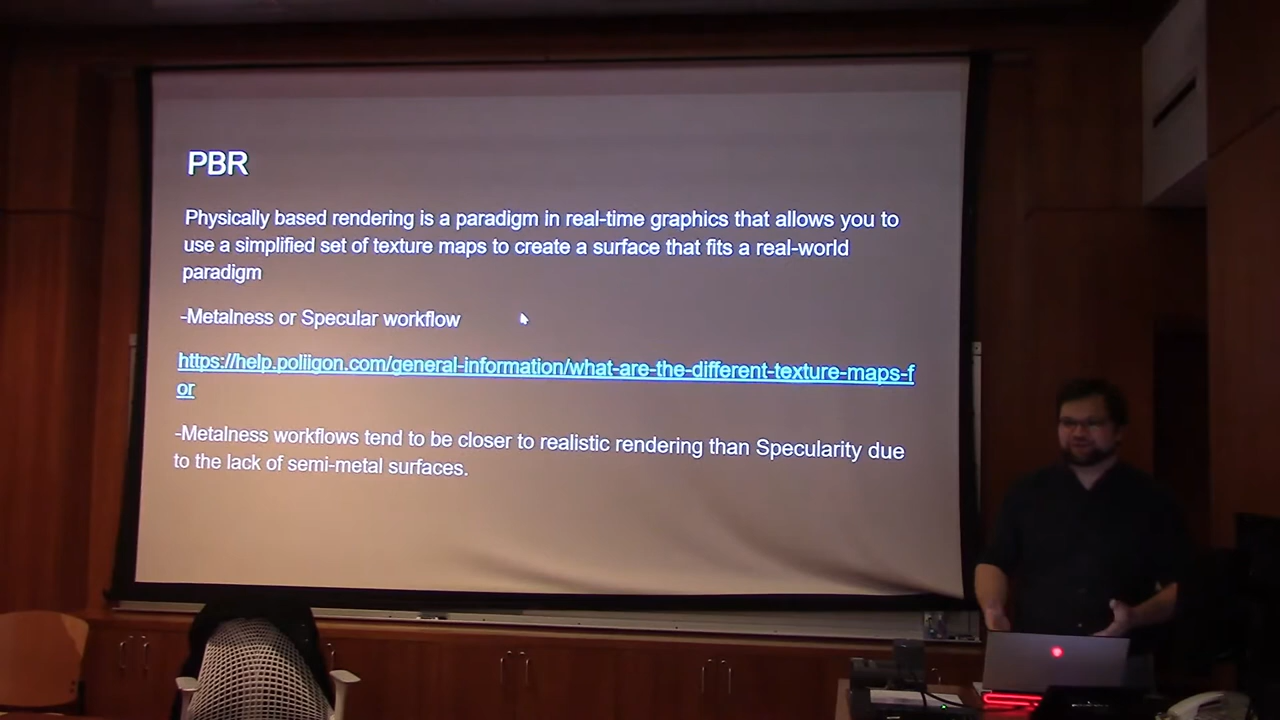 PBR
Physically based rendering is a paradigm in real-time graphics that allows you to
use a simplified set of texture maps to create a surface that fits a real-world
paradigm
-Metalness or Specular workflow
https://help.poliigon.com/general-information/what-are-the-different-texture-maps-f
or
-Metalness workflows tend to be closer to realistic rendering than Specularity due
to the lack of semi-metal surfaces.